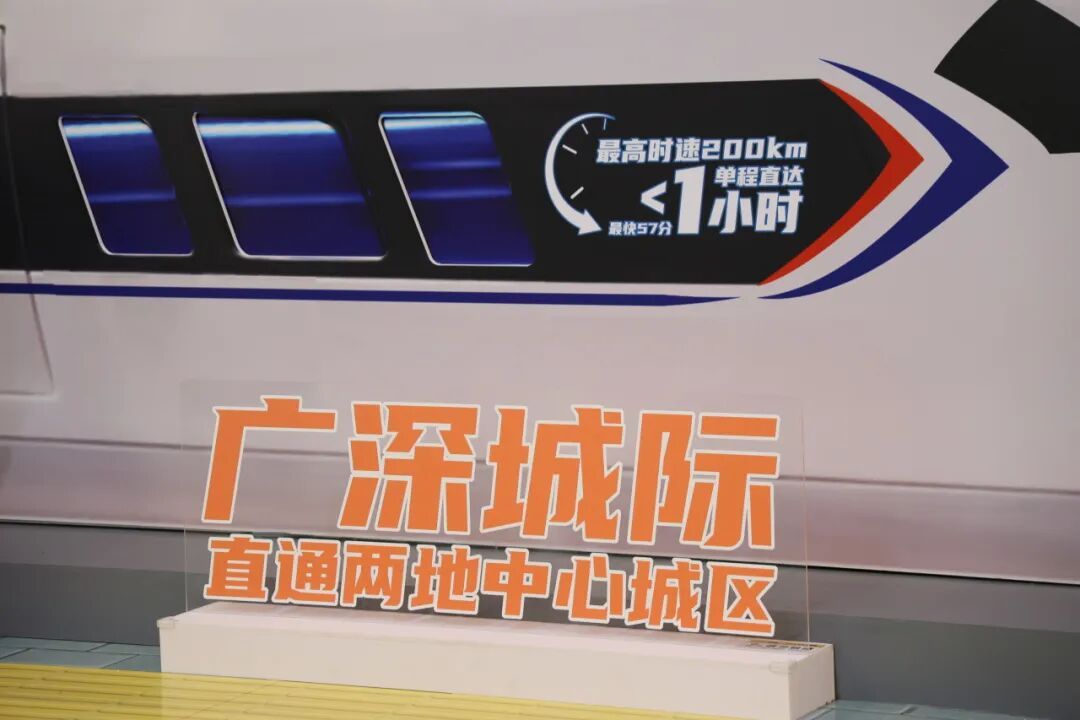 最高时速200km
单程直达
最快57分<1小时
广深城际
直通两地中心城区